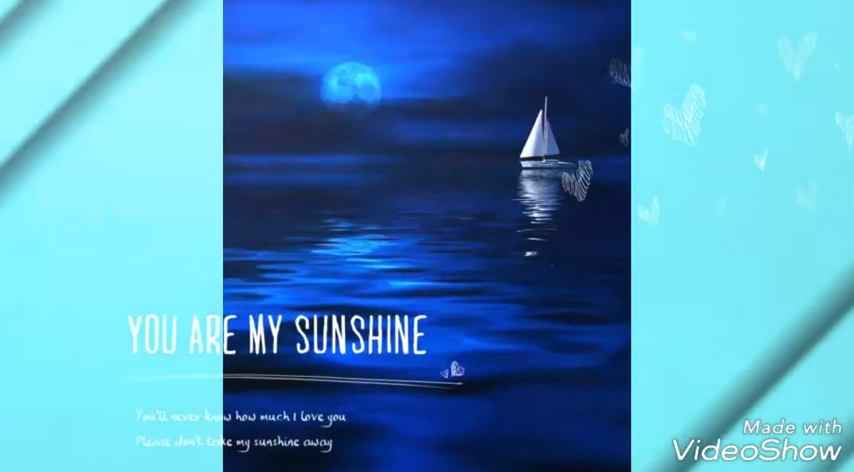 YOU ARE MY SUNSHINE
You'll never know how much I love you
Please don't take my sunshine away
Made with
VideoShow